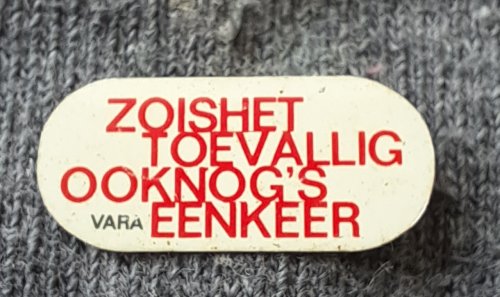 ZOISHET
TOEVALLIG
OOKNOG'S
VARA EENKEER